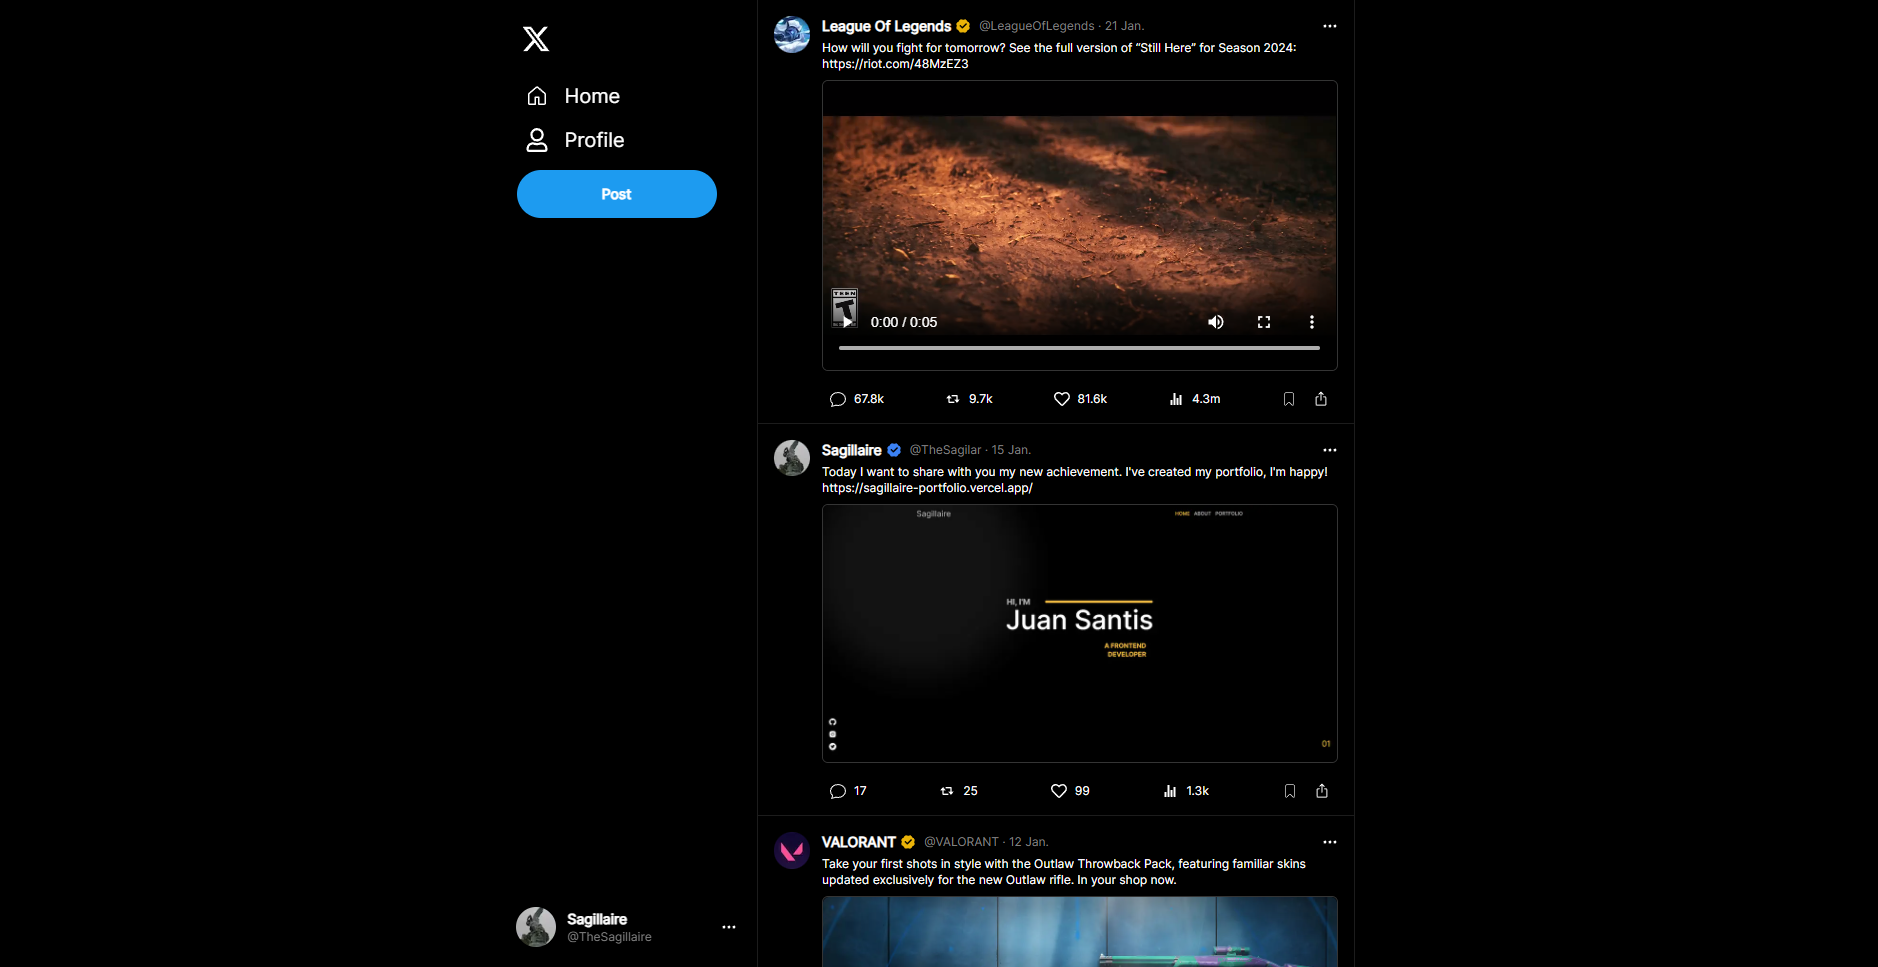 Home
Profile
Post
Sagillaire
@TheSagillaire
League Of Legends @LeagueOfLegends · 21 Jan.
How will you fight for tomorrow? See the full version of “Still Here” for Season 2024:
https://riot.com/48MzEZ3
TEEN
T
0:00 / 0:05
67.8k 9.7k 81.6k 4.3m
Sagillaire @TheSagilar · 15 Jan.
Today I want to share with you my new achievement. I've created my portfolio, I'm happy!
https://sagillaire-portfolio.vercel.app/
Sagillaire HOME ABOUT PORTFOLIO
HI, I'M
Juan Santis
A FRONTEND
DEVELOPER
01
17 25 99 1.3k
VALORANT @VALORANT · 12 Jan.
Take your first shots in style with the Outlaw Throwback Pack, featuring familiar skins
updated exclusively for the new Outlaw rifle. In your shop now.